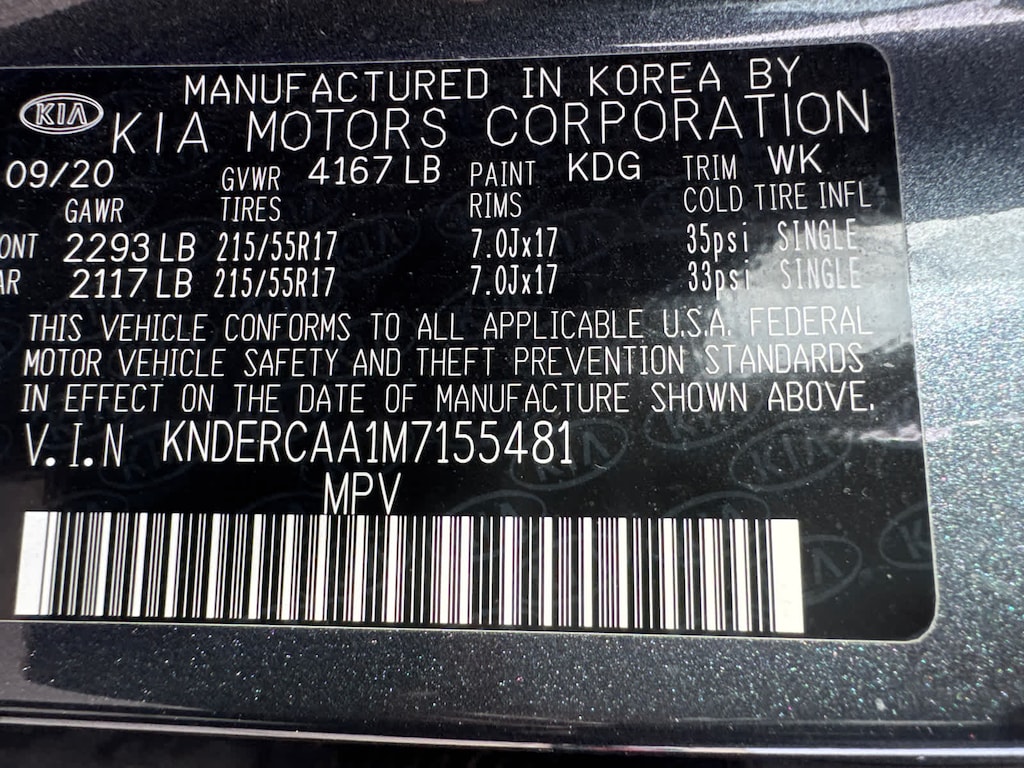 MANUFACTURED IN KOREA BY
KIA KIA MOTORS CORPORATION
09/20 GVWR 4167 LB PAINT KDG TRIM WK
GAWR TIRES RIMS COLD TIRE INFL
ONT 2293 LB 215/55R17 7.0Jx17 35psi SINGLE
AR 2117 LB 215/55R17 7.0Jx17 33psi SINGLE
THIS VEHICLE CONFORMS TO ALL APPLICABLE U.S.A. FEDERAL
MOTOR VEHICLE SAFETY AND THEFT PREVENTION STANDARDS
IN EFFECT ON THE DATE OF MANUFACTURE SHOWN ABOVE.
V.I.N KNDERCAA1M7155481
MPV